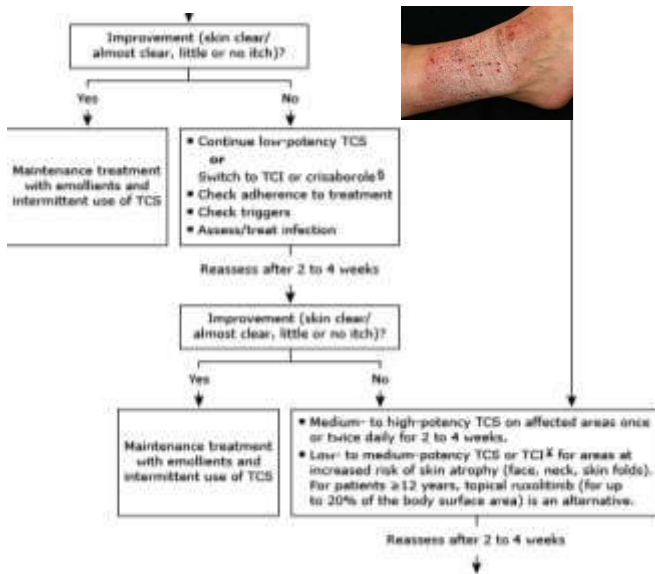 Improvement (skin clear/
almost clear, little or no itch)?
Yes
No
Maintenance treatment
with emollients and
intermittent use of TCS
▪ Continue low-potency TCS
or
Switch to TCI or crisaborole§
▪ Check adherence to treatment
▪ Check triggers
▪ Assess/treat infection
Reassess after 2 to 4 weeks
Improvement (skin clear/
almost clear, little or no itch)?
Yes
No
Maintenance treatment
with emollients and
intermittent use of TCS
▪ Medium- to high-potency TCS on affected areas once
or twice daily for 2 to 4 weeks.
▪ Low- to medium-potency TCS or TCI¥ for areas at
increased risk of skin atrophy (face, neck, skin folds).
For patients ≥12 years, topical ruxolitinib (for up
to 20% of the body surface area) is an alternative.
Reassess after 2 to 4 weeks